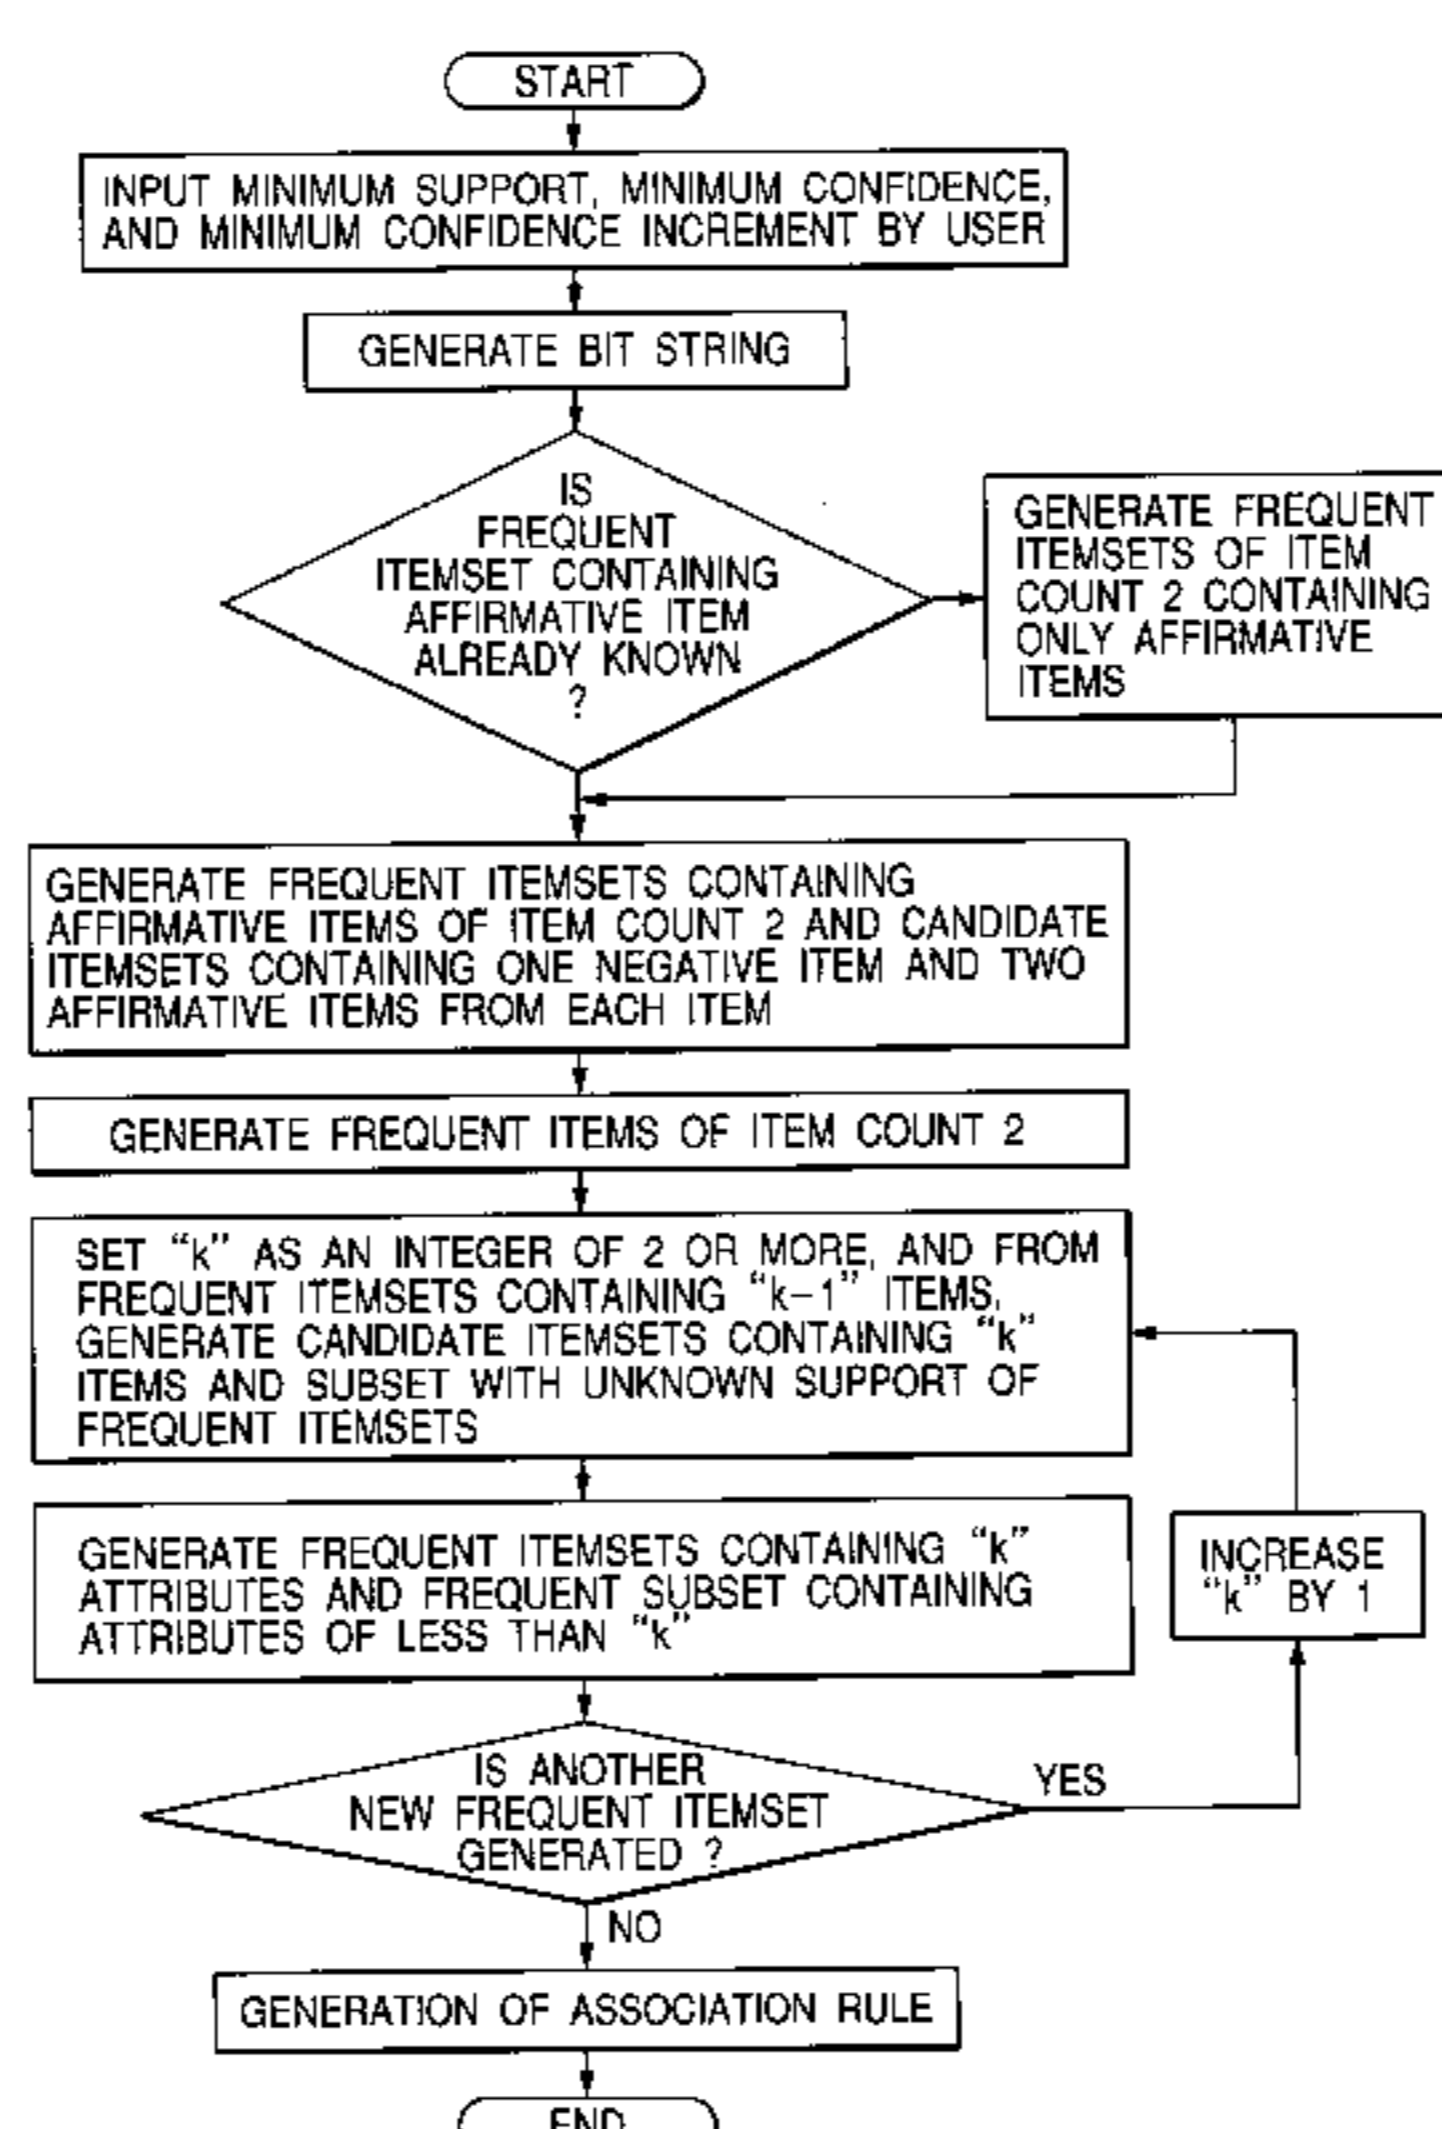 START
INPUT MINIMUM SUPPORT, MINIMUM CONFIDENCE,
AND MINIMUM CONFIDENCE INCREMENT BY USER
GENERATE BIT STRING
IS
FREQUENT
ITEMSET CONTAINING
AFFIRMATIVE ITEM
ALREADY KNOWN
?
GENERATE FREQUENT
ITEMSETS OF ITEM
COUNT 2 CONTAINING
ONLY AFFIRMATIVE
ITEMS
GENERATE FREQUENT ITEMSETS CONTAINING
AFFIRMATIVE ITEMS OF ITEM COUNT 2 AND CANDIDATE
ITEMSETS CONTAINING ONE NEGATIVE ITEM AND TWO
AFFIRMATIVE ITEMS FROM EACH ITEM
GENERATE FREQUENT ITEMS OF ITEM COUNT 2
SET “k” AS AN INTEGER OF 2 OR MORE, AND FROM
FREQUENT ITEMSETS CONTAINING “k−1” ITEMS,
GENERATE CANDIDATE ITEMSETS CONTAINING “k”
ITEMS AND SUBSET WITH UNKNOWN SUPPORT OF
FREQUENT ITEMSETS
GENERATE FREQUENT ITEMSETS CONTAINING “k”
ATTRIBUTES AND FREQUENT SUBSET CONTAINING
ATTRIBUTES OF LESS THAN “k”
INCREASE
“k” BY 1
IS ANOTHER
NEW FREQUENT ITEMSET
GENERATED ?
YES
NO
GENERATION OF ASSOCIATION RULE
END